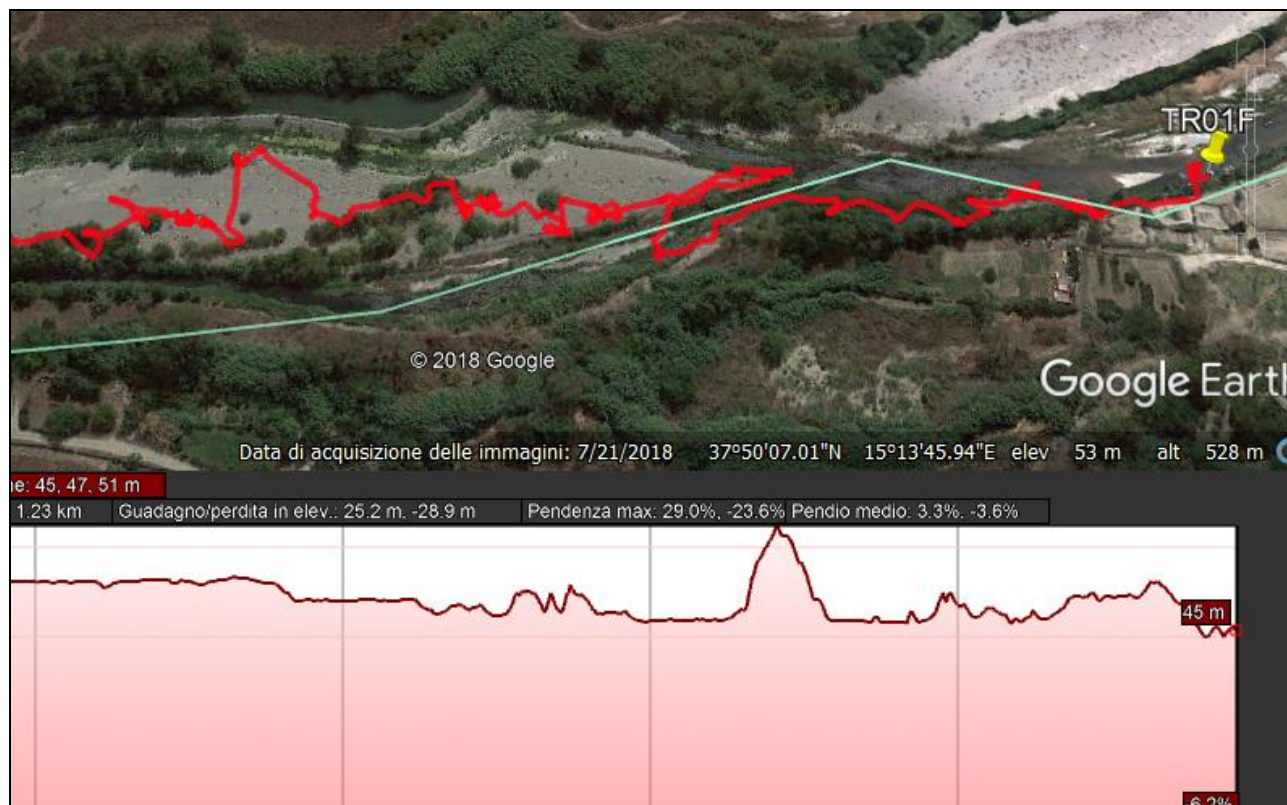 TR01F
© 2018 Google
Google Earth
Data di acquisizione delle immagini: 7/21/2018 37°50'07.01"N 15°13'45.94"E elev 53 m alt 528 m
e: 45, 47, 51 m
1.23 km Guadagno/perdita in elev.: 25.2 m, -28.9 m Pendenza max: 29.0%, -23.6% Pendio medio: 3.3%, -3.6%
45 m
-6.2%